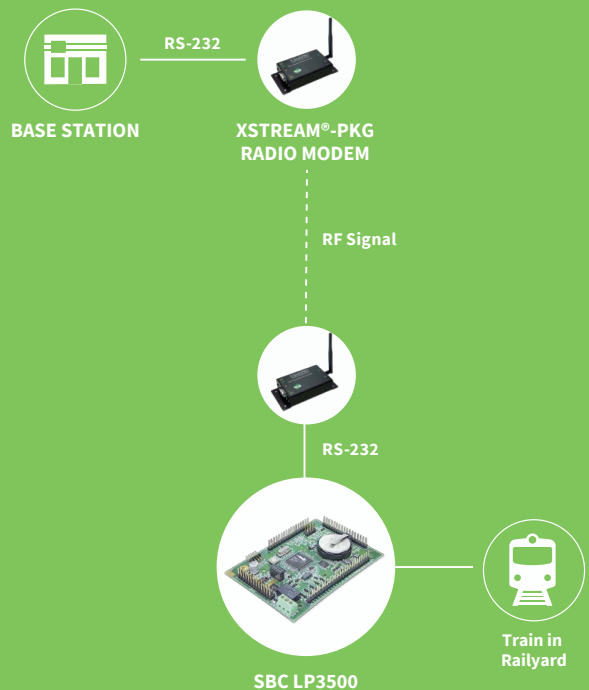 RS-232
BASE STATION
XSTREAM®-PKG
RADIO MODEM
RF Signal
RS-232
Train in
Railyard
SBC LP3500